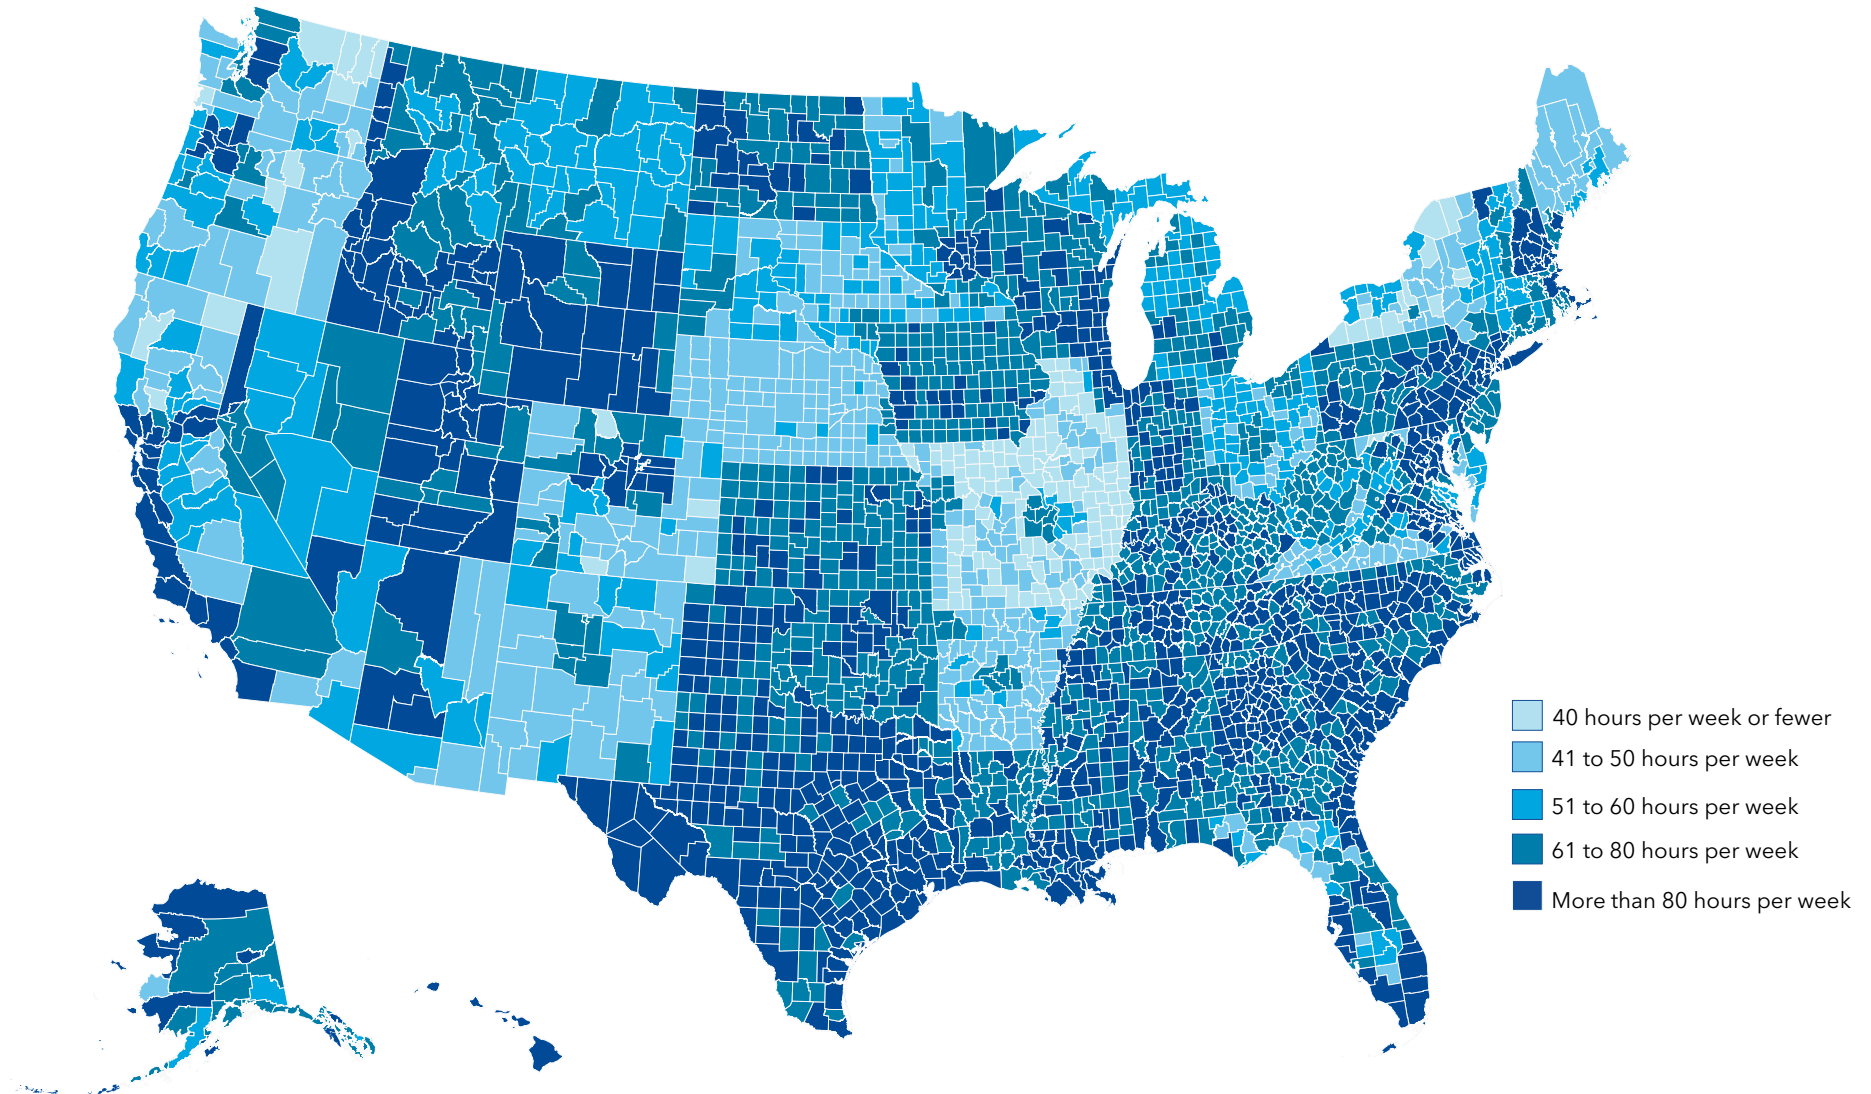 40 hours per week or fewer
41 to 50 hours per week
51 to 60 hours per week
61 to 80 hours per week
More than 80 hours per week